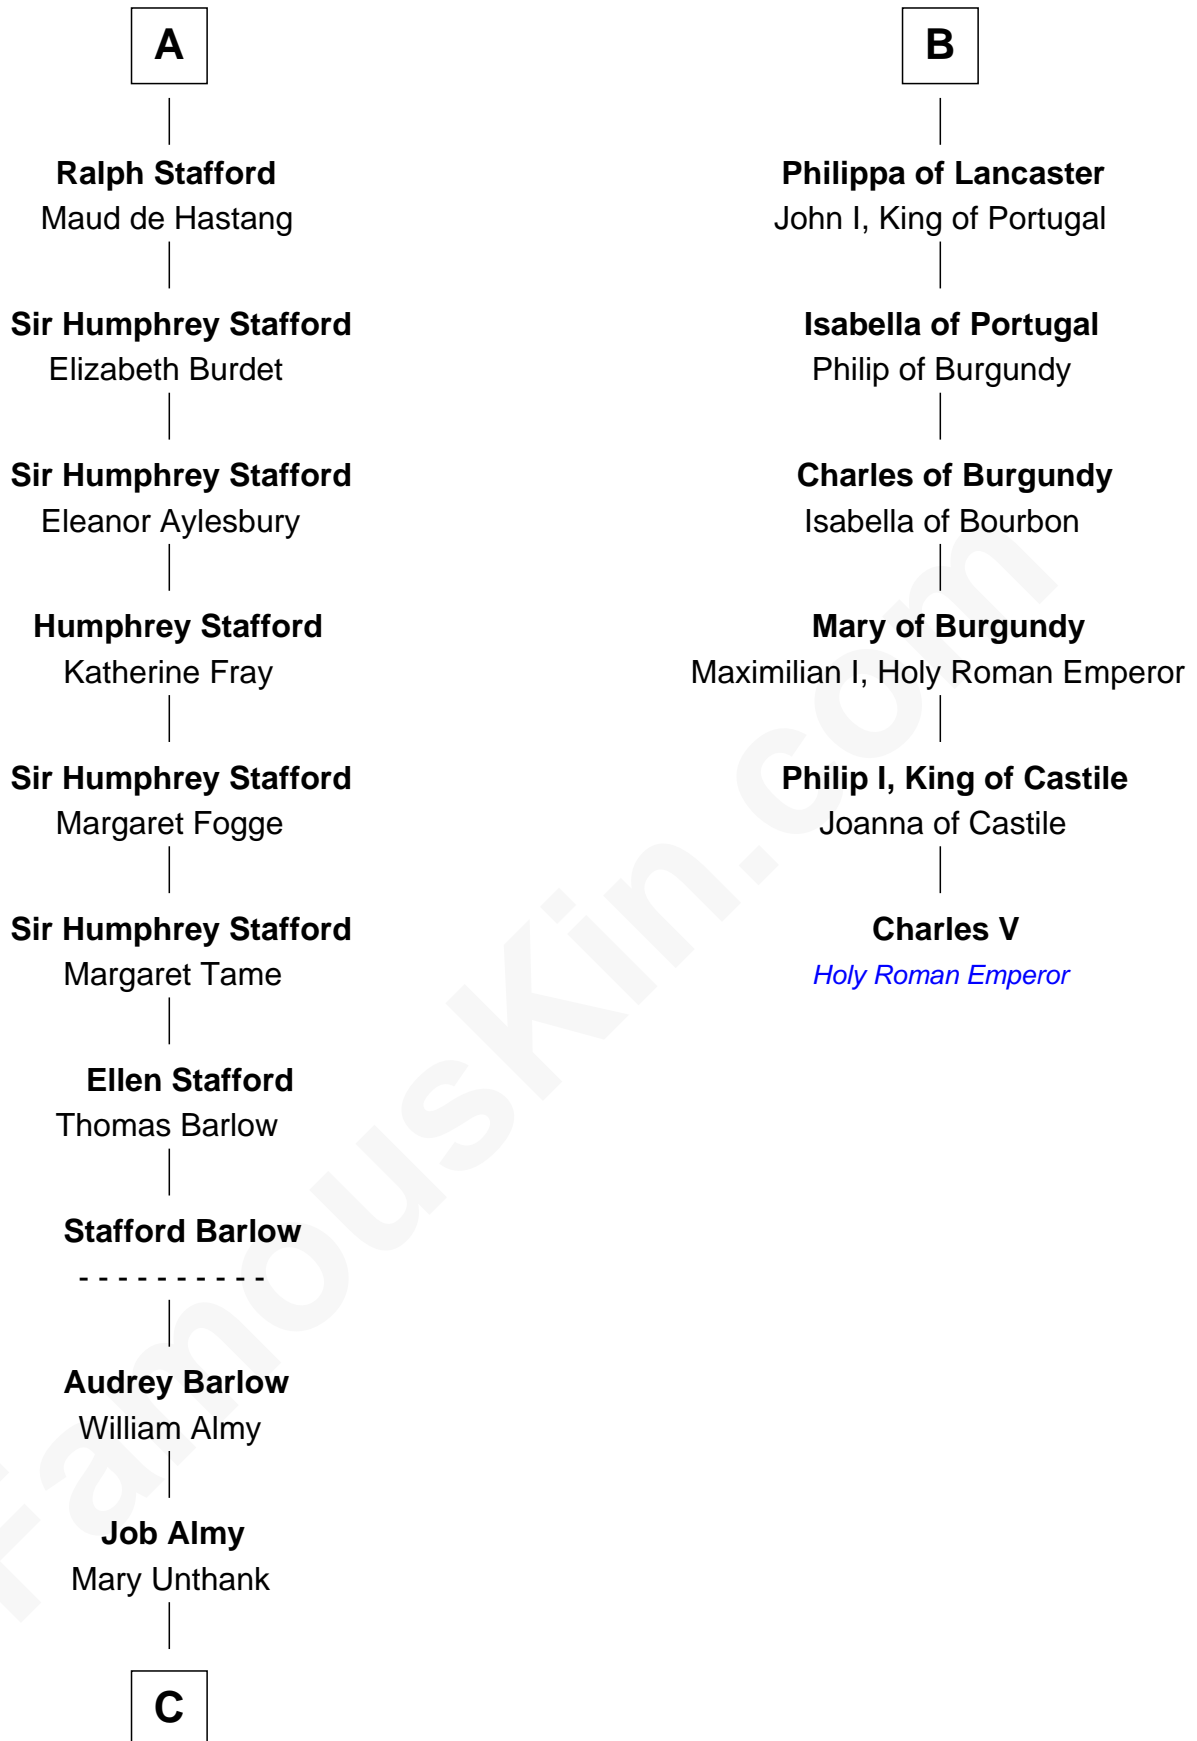 A
Ralph Stafford
Maud de Hastang
Sir Humphrey Stafford
Elizabeth Burdet
Sir Humphrey Stafford
Eleanor Aylesbury
Humphrey Stafford
Katherine Fray
Sir Humphrey Stafford
Margaret Fogge
Sir Humphrey Stafford
Margaret Tame
Ellen Stafford
Thomas Barlow
Stafford Barlow
- - - - - - - - - -
Audrey Barlow
William Almy
Job Almy
Mary Unthank
C
B
Philippa of Lancaster
John I, King of Portugal
Isabella of Portugal
Philip of Burgundy
Charles of Burgundy
Isabella of Bourbon
Mary of Burgundy
Maximilian I, Holy Roman Emperor
Philip I, King of Castile
Joanna of Castile
Charles V
Holy Roman Emperor
FamousKin.com